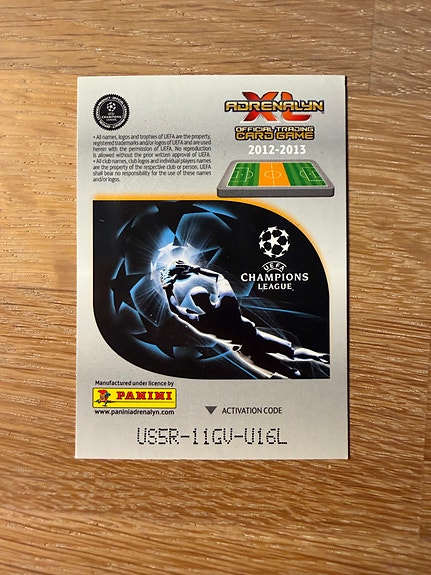 CHAMPIONS
LEAGUE
ADRENALYN
XL
OFFICIAL TRADING
CARD GAME
2012-2013
• All names, logos and trophies of UEFA are the property,
registered trademarks and/or logos of UEFA and are used
herein with the permission of UEFA. No reproduction
is allowed without the prior written approval of UEFA.
• All club names, club logos and individual players names
are the property of the respective club or person. UEFA
shall bear no responsibility for the use of these names
and/or logos.
UEFA
CHAMPIONS
LEAGUE
Manufactured under licence by
PANINI
www.paniniadrenalyn.com
ACTIVATION CODE
VS5R-11GV-U16L